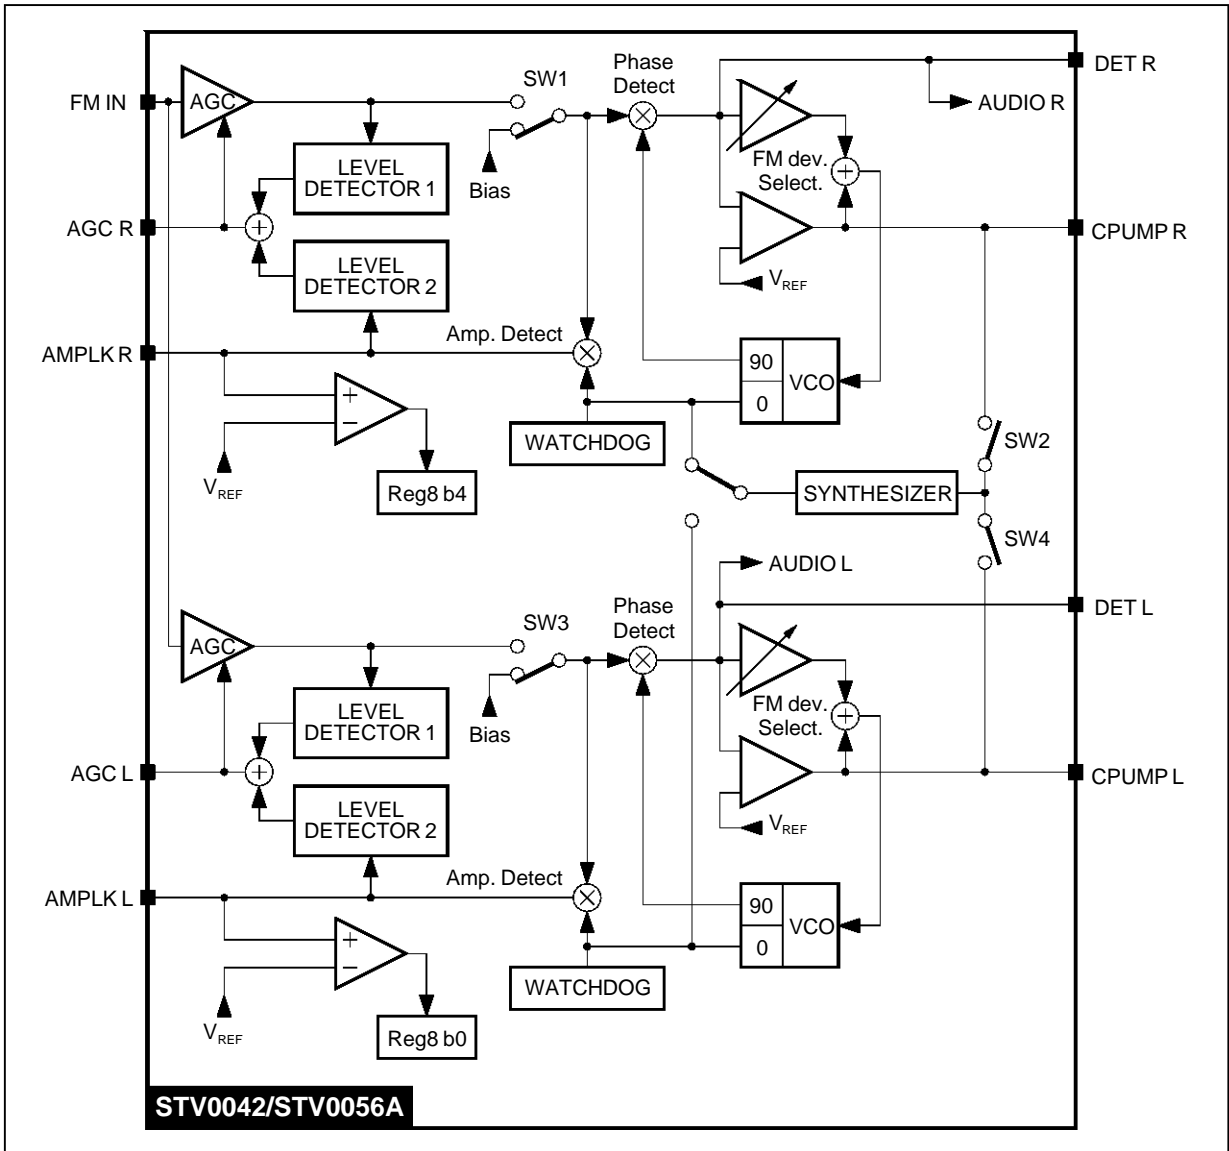 DET R
Phase
Detect
SW1
FM IN
AGC
AUDIO R
LEVEL
DETECTOR 1
FM dev.
Select.
Bias
AGC R
+
+
CPUMP R
LEVEL
DETECTOR 2
VREF
Amp. Detect
AMPLK R
×
×
90
0
VCO
+
−
WATCHDOG
SW2
VREF
Reg8 b4
SYNTHESIZER
SW4
AUDIO L
DET L
Phase
Detect
SW3
AGC
LEVEL
DETECTOR 1
FM dev.
Select.
Bias
AGC L
+
+
CPUMP L
LEVEL
DETECTOR 2
VREF
Amp. Detect
AMPLK L
×
×
90
0
VCO
+
−
WATCHDOG
VREF
Reg8 b0
STV0042/STV0056A